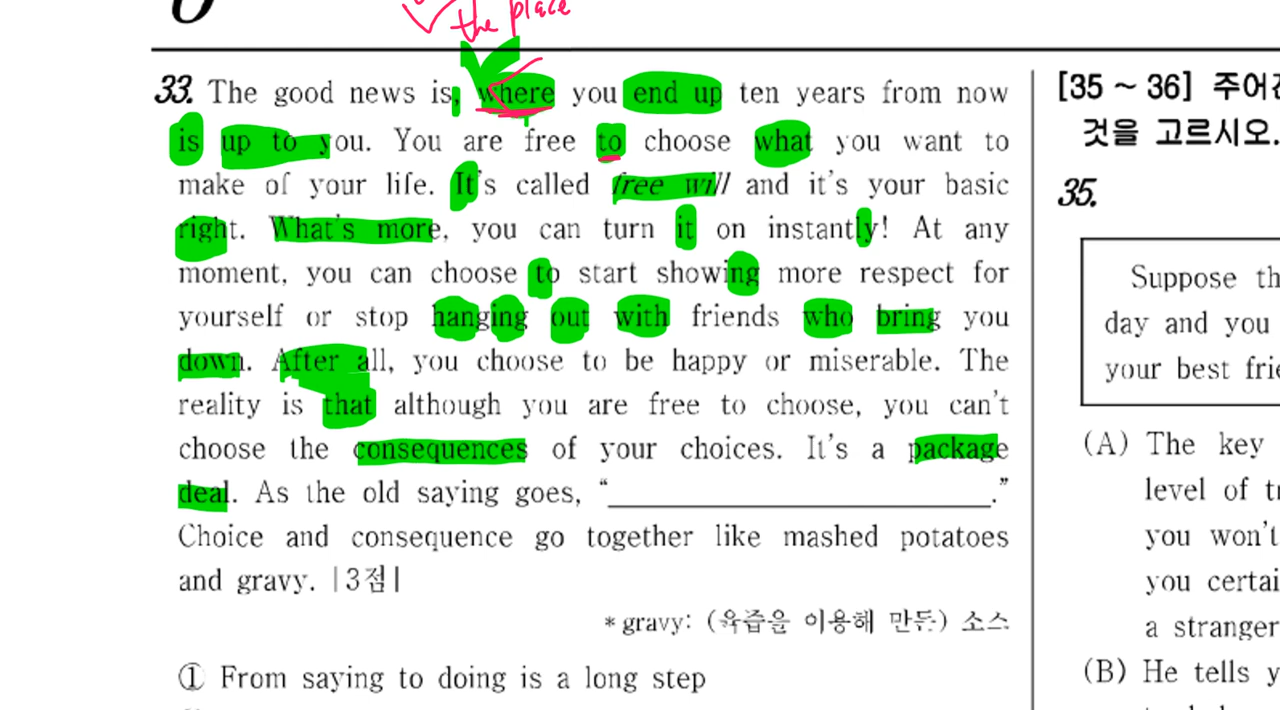 the place
33. The good news is, where you end up ten years from now
is up to you. You are free to choose what you want to
make of your life. It's called free will and it's your basic
right. What's more, you can turn it on instantly! At any
moment, you can choose to start showing more respect for
yourself or stop hanging out with friends who bring you
down. After all, you choose to be happy or miserable. The
reality is that although you are free to choose, you can't
choose the consequences of your choices. It's a package
deal. As the old saying goes, “____________________.”
Choice and consequence go together like mashed potatoes
and gravy. [3점]
* gravy: (육즙을 이용해 만든) 소스
① From saying to doing is a long step
[35 ~ 36] 주어진
것을 고르시오.
35.
Suppose
day and you
your best
(A) The key
level of
you won't
you
a stranger
(B) He tells